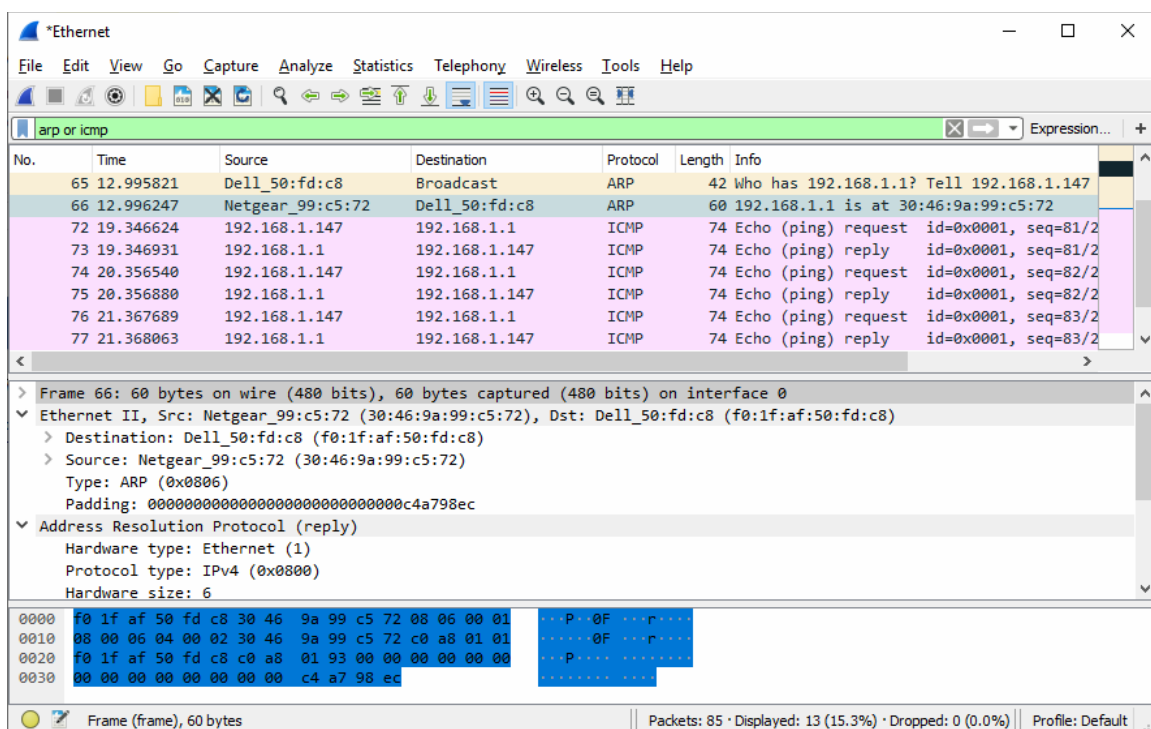 *Ethernet
File Edit View Go Capture Analyze Statistics Telephony Wireless Tools Help
arp or icmp Expression... +
No. Time Source Destination Protocol Length Info
65 12.995821 Dell_50:fd:c8 Broadcast ARP 42 Who has 192.168.1.1? Tell 192.168.1.147
66 12.996247 Netgear_99:c5:72 Dell_50:fd:c8 ARP 60 192.168.1.1 is at 30:46:9a:99:c5:72
72 19.346624 192.168.1.147 192.168.1.1 ICMP 74 Echo (ping) request id=0x0001, seq=81/2
73 19.346931 192.168.1.1 192.168.1.147 ICMP 74 Echo (ping) reply id=0x0001, seq=81/2
74 20.356540 192.168.1.147 192.168.1.1 ICMP 74 Echo (ping) request id=0x0001, seq=82/2
75 20.356880 192.168.1.1 192.168.1.147 ICMP 74 Echo (ping) reply id=0x0001, seq=82/2
76 21.367689 192.168.1.147 192.168.1.1 ICMP 74 Echo (ping) request id=0x0001, seq=83/2
77 21.368063 192.168.1.1 192.168.1.147 ICMP 74 Echo (ping) reply id=0x0001, seq=83/2
Frame 66: 60 bytes on wire (480 bits), 60 bytes captured (480 bits) on interface 0
Ethernet II, Src: Netgear_99:c5:72 (30:46:9a:99:c5:72), Dst: Dell_50:fd:c8 (f0:1f:af:50:fd:c8)
Destination: Dell_50:fd:c8 (f0:1f:af:50:fd:c8)
Source: Netgear_99:c5:72 (30:46:9a:99:c5:72)
Type: ARP (0x0806)
Padding: 0000000000000000000000000000c4a798ec
Address Resolution Protocol (reply)
Hardware type: Ethernet (1)
Protocol type: IPv4 (0x0800)
Hardware size: 6
0000 f0 1f af 50 fd c8 30 46 9a 99 c5 72 08 06 00 01 ···P··0F ···r····
0010 08 00 06 04 00 02 30 46 9a 99 c5 72 c0 a8 01 01 ······0F ···r····
0020 f0 1f af 50 fd c8 c0 a8 01 93 00 00 00 00 00 00 ···P···· ········
0030 00 00 00 00 00 00 00 00 c4 a7 98 ec ········ ····
Frame (frame), 60 bytes Packets: 85 · Displayed: 13 (15.3%) · Dropped: 0 (0.0%) Profile: Default